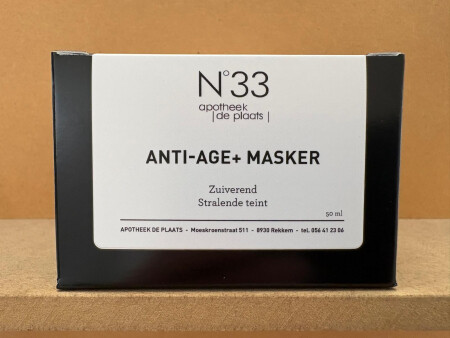 N°33
apotheek
|de plaats|
ANTI-AGE+ MASKER
Zuiverend
Stralende teint
50 ml
APOTHEEK DE PLAATS - Moeskroenstraat 511 - 8930 Rekkem - tel. 056 41 23 06